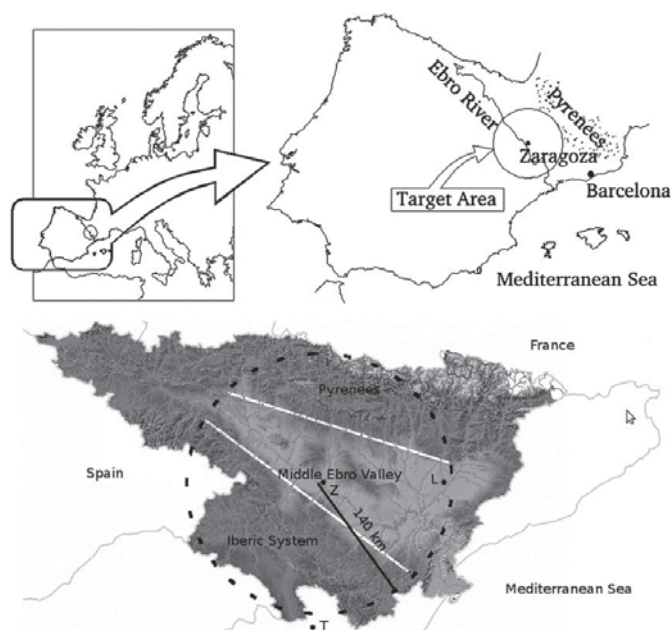 Ebro River
Pyrenees
Zaragoza
Target Area
Barcelona
Mediterranean Sea
France
Pyrenees
Spain
Middle Ebro Valley
L
Z
140 km
Iberic System
Mediterranean Sea
T